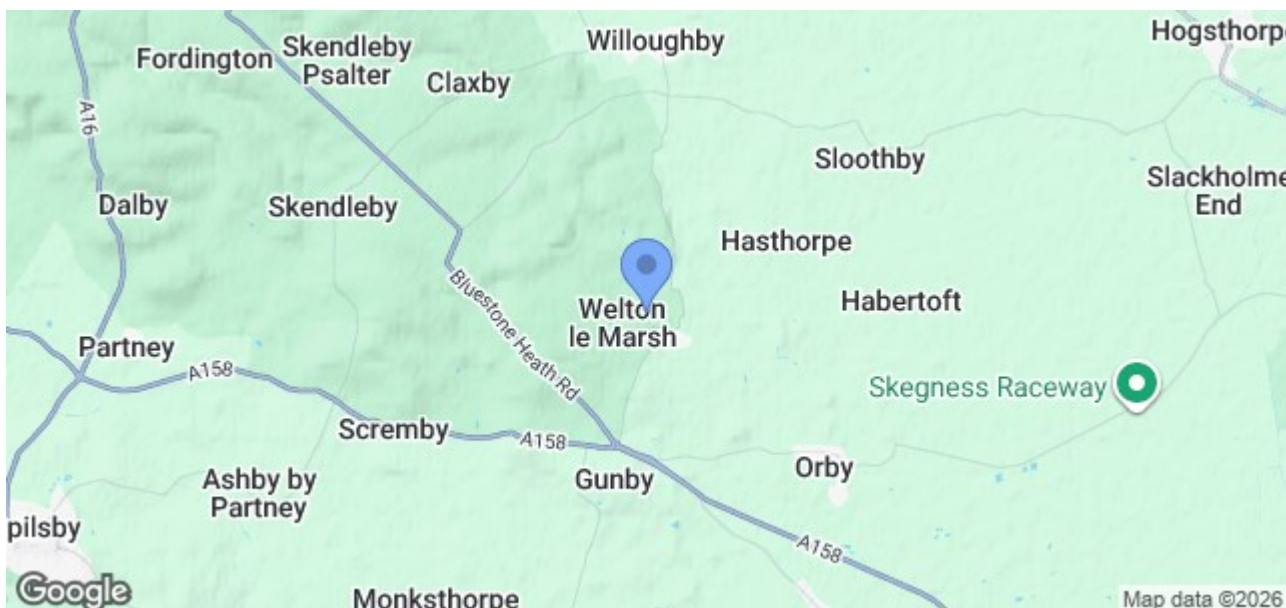 Hogsthorpe
Willoughby
Fordington
Skendleby
Psalter
Claxby
A16
Sloothby
Slackholme
End
Dalby
Skendleby
Hasthorpe
Bluestone Heath Rd
Welton
le Marsh
Habertoft
Partney
A158
Skegness Raceway
Scremby
A158
Orby
Ashby by
Partney
Gunby
pilsby
A158
Monksthorpe
Google
Map data ©2026